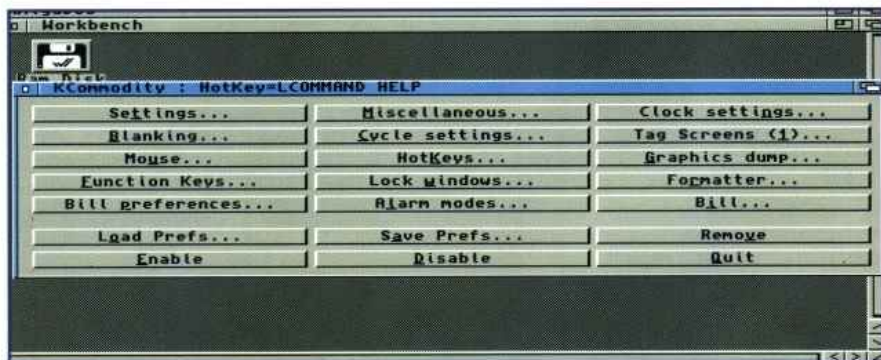 Workbench
Ram Disk
KCommodity : HotKey=LCOMMAND HELP
Settings... Miscellaneous... Clock settings...
Blanking... Cycle settings... Tag Screens (1)...
Mouse... HotKeys... Graphics dump...
Function Keys... Lock windows... Formatter...
Bill preferences... Alarm modes... Bill...
Load Prefs... Save Prefs... Remove
Enable Disable Quit